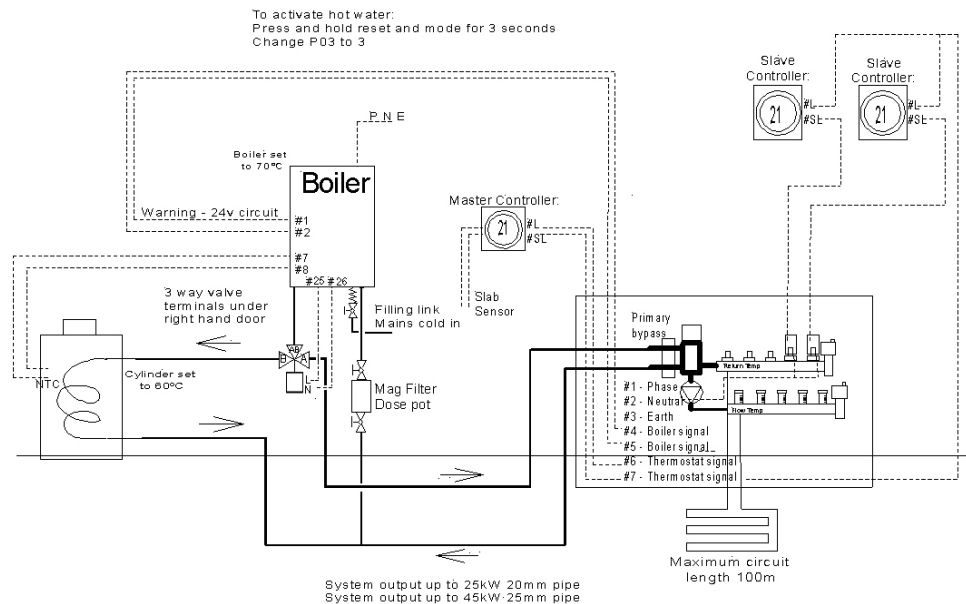 To activate hot water:
Press and hold reset and mode for 3 seconds
Change P03 to 3
Slave
Controller:
21
#L
#SL
Slave
Controller:
21
#L
#SL
P N E
Boiler set
to 70°C
Boiler
Warning - 24v circuit
#1
#2
#7
#8
#25 #26
Master Controller:
21
#L
#SL
Slab
Sensor
3 way valve
terminals under
right hand door
Filling link
Mains cold in
AB
B
A
L
N
NTC
Cylinder set
to 60°C
Mag Filter
Dose pot
Primary
bypass
Return Temp
Flow Temp
#1 - Phase
#2 - Neutral
#3 - Earth
#4 - Boiler signal
#5 - Boiler signal
#6 - Thermostat signal
#7 - Thermostat signal
Maximum circuit
length 100m
System output up to 25kW 20mm pipe
System output up to 45kW 25mm pipe